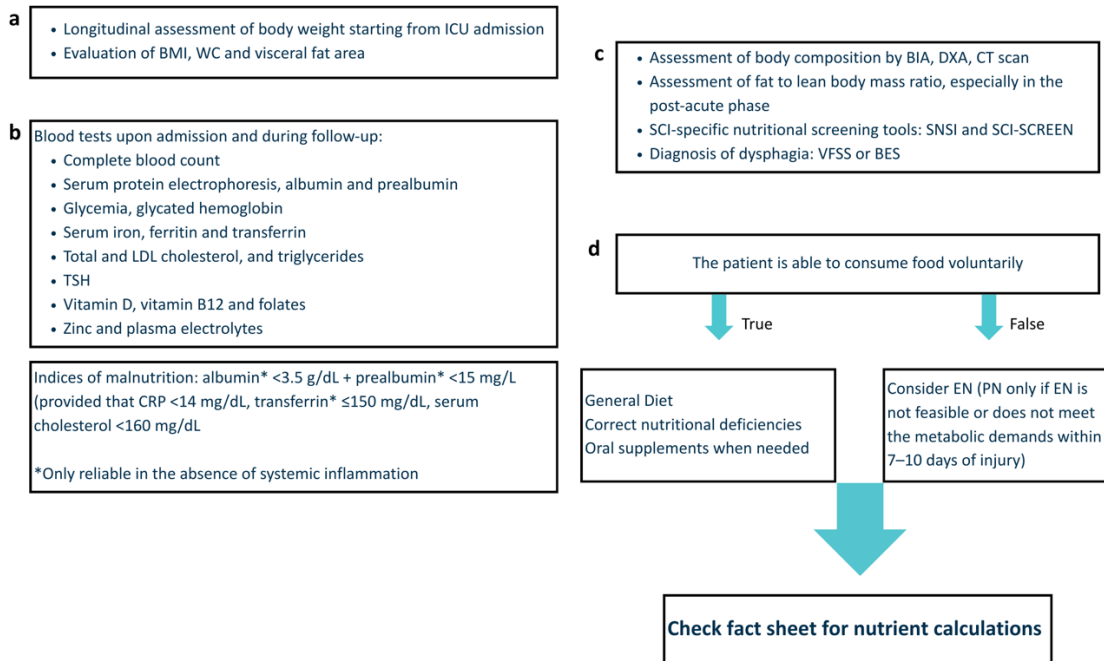 a
• Longitudinal assessment of body weight starting from ICU admission
• Evaluation of BMI, WC and visceral fat area
b
Blood tests upon admission and during follow-up:
• Complete blood count
• Serum protein electrophoresis, albumin and prealbumin
• Glycemia, glycated hemoglobin
• Serum iron, ferritin and transferrin
• Total and LDL cholesterol, and triglycerides
• TSH
• Vitamin D, vitamin B12 and folates
• Zinc and plasma electrolytes
Indices of malnutrition: albumin* <3.5 g/dL + prealbumin* <15 mg/L
(provided that CRP <14 mg/dL, transferrin* ≤150 mg/dL, serum
cholesterol <160 mg/dL
*Only reliable in the absence of systemic inflammation
c
• Assessment of body composition by BIA, DXA, CT scan
• Assessment of fat to lean body mass ratio, especially in the
post-acute phase
• SCI-specific nutritional screening tools: SNSI and SCI-SCREEN
• Diagnosis of dysphagia: VFSS or BES
d
The patient is able to consume food voluntarily
True
False
General Diet
Correct nutritional deficiencies
Oral supplements when needed
Consider EN (PN only if EN is
not feasible or does not meet
the metabolic demands within
7–10 days of injury)
Check fact sheet for nutrient calculations